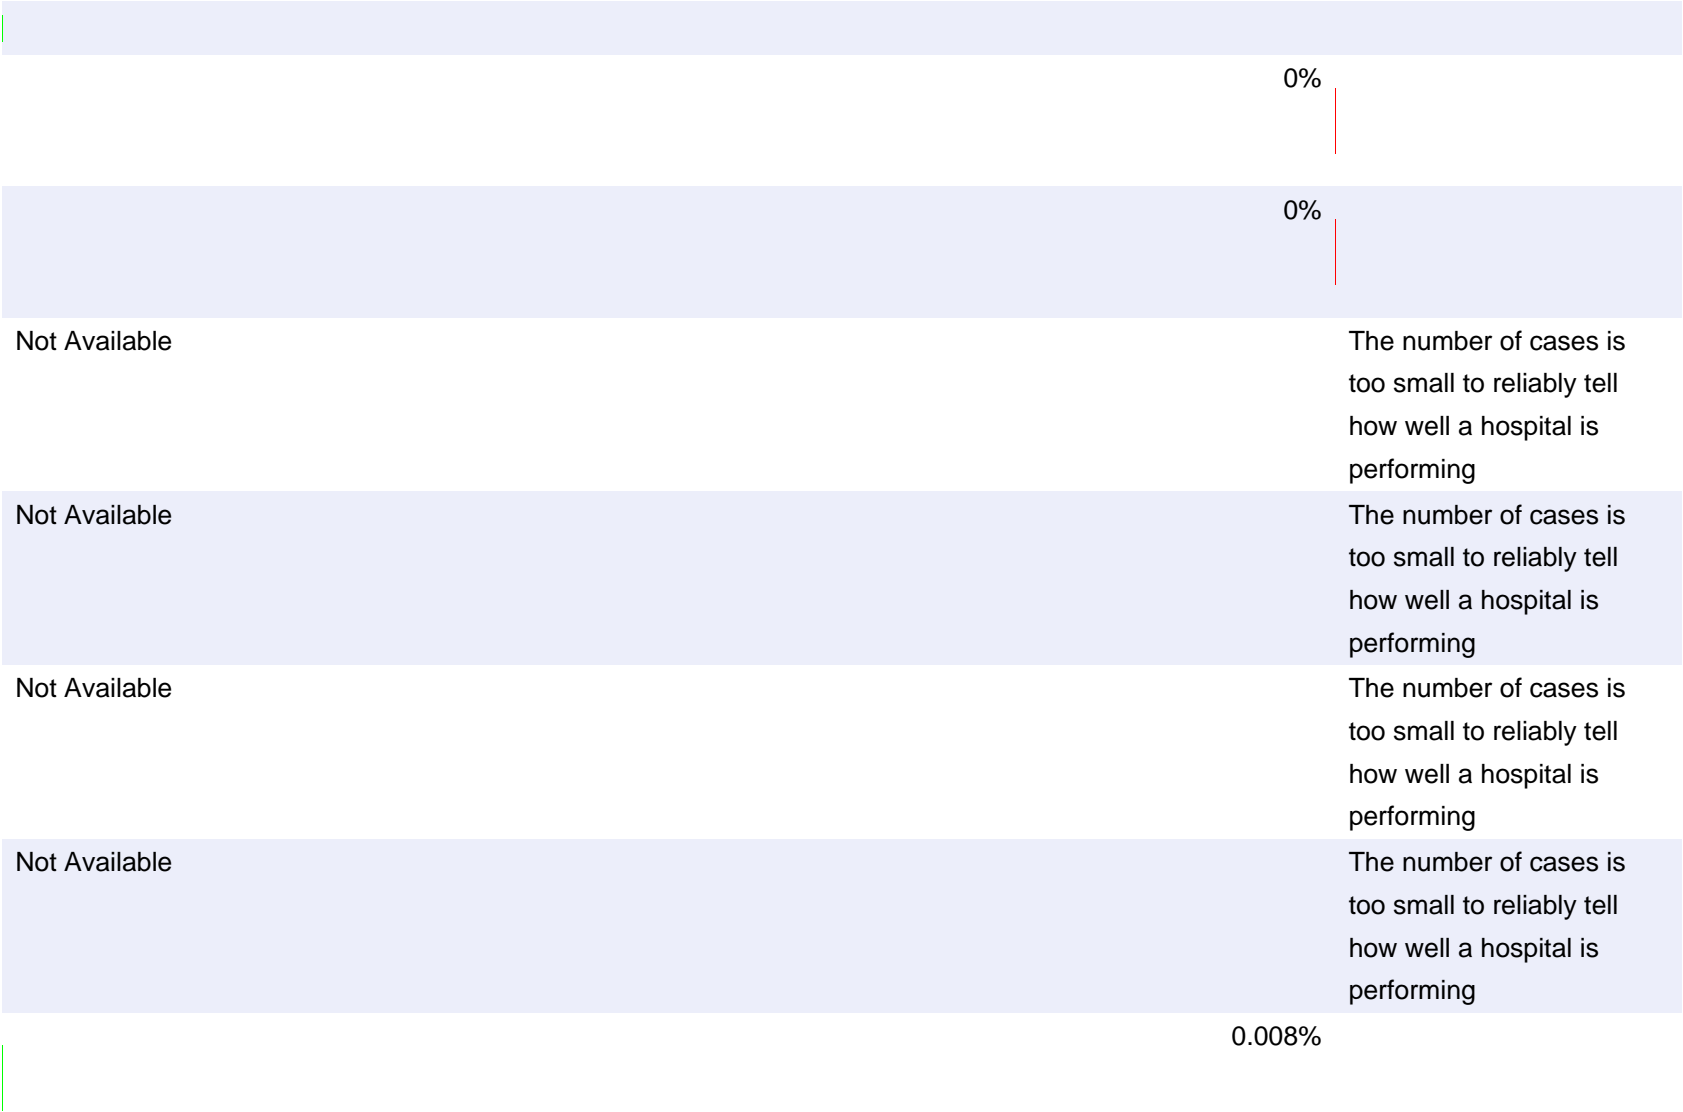 0%
0%
Not Available
The number of cases is
too small to reliably tell
how well a hospital is
performing
Not Available
The number of cases is
too small to reliably tell
how well a hospital is
performing
Not Available
The number of cases is
too small to reliably tell
how well a hospital is
performing
Not Available
The number of cases is
too small to reliably tell
how well a hospital is
performing
0.008%